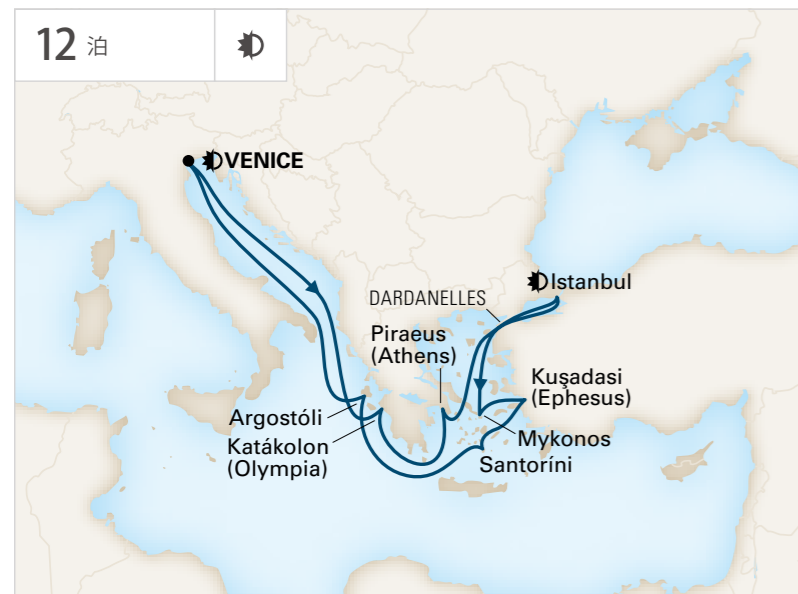 12 泊
VENICE
Istanbul
DARDANELLES
Piraeus
(Athens)
Kuşadasi
(Ephesus)
Argostóli
Mykonos
Katákolon
(Olympia)
Santoríni